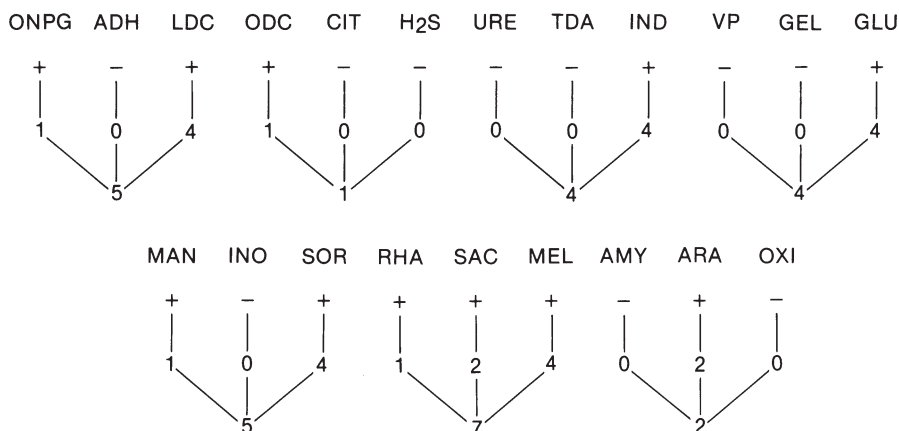 ONPG ADH LDC ODC CIT H₂S URE TDA IND VP GEL GLU
+ − + + − − − − + − − +
1 0 4 1 0 0 0 0 4 0 0 4
5 1 4 4
MAN INO SOR RHA SAC MEL AMY ARA OXI
+ − + + + + − + −
1 0 4 1 2 4 0 2 0
5 7 2